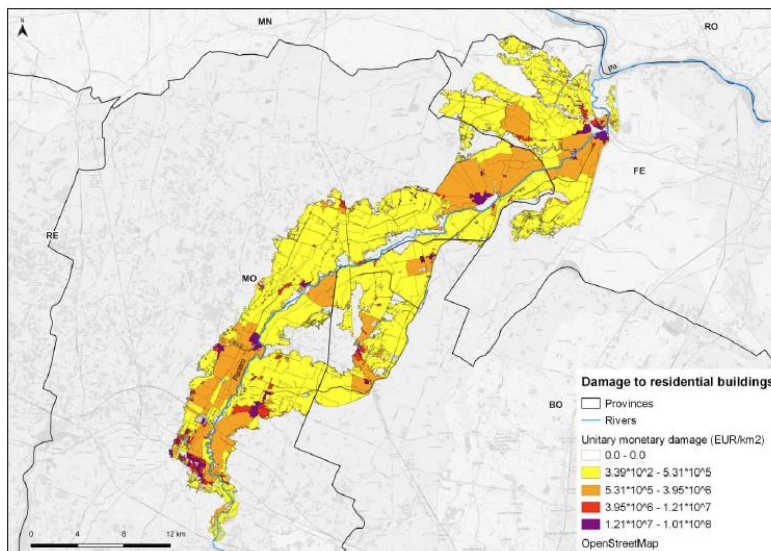 N
MN
RO
Po
FE
RE
MO
Panaro
BO
Damage to residential buildings
Provinces
Rivers
Unitary monetary damage (EUR/km2)
0.0 - 0.0
3.39*10^2 - 5.31*10^5
5.31*10^5 - 3.95*10^6
3.95*10^6 - 1.21*10^7
1.21*10^7 - 1.01*10^8
OpenStreetMap
0 4 8 12 km